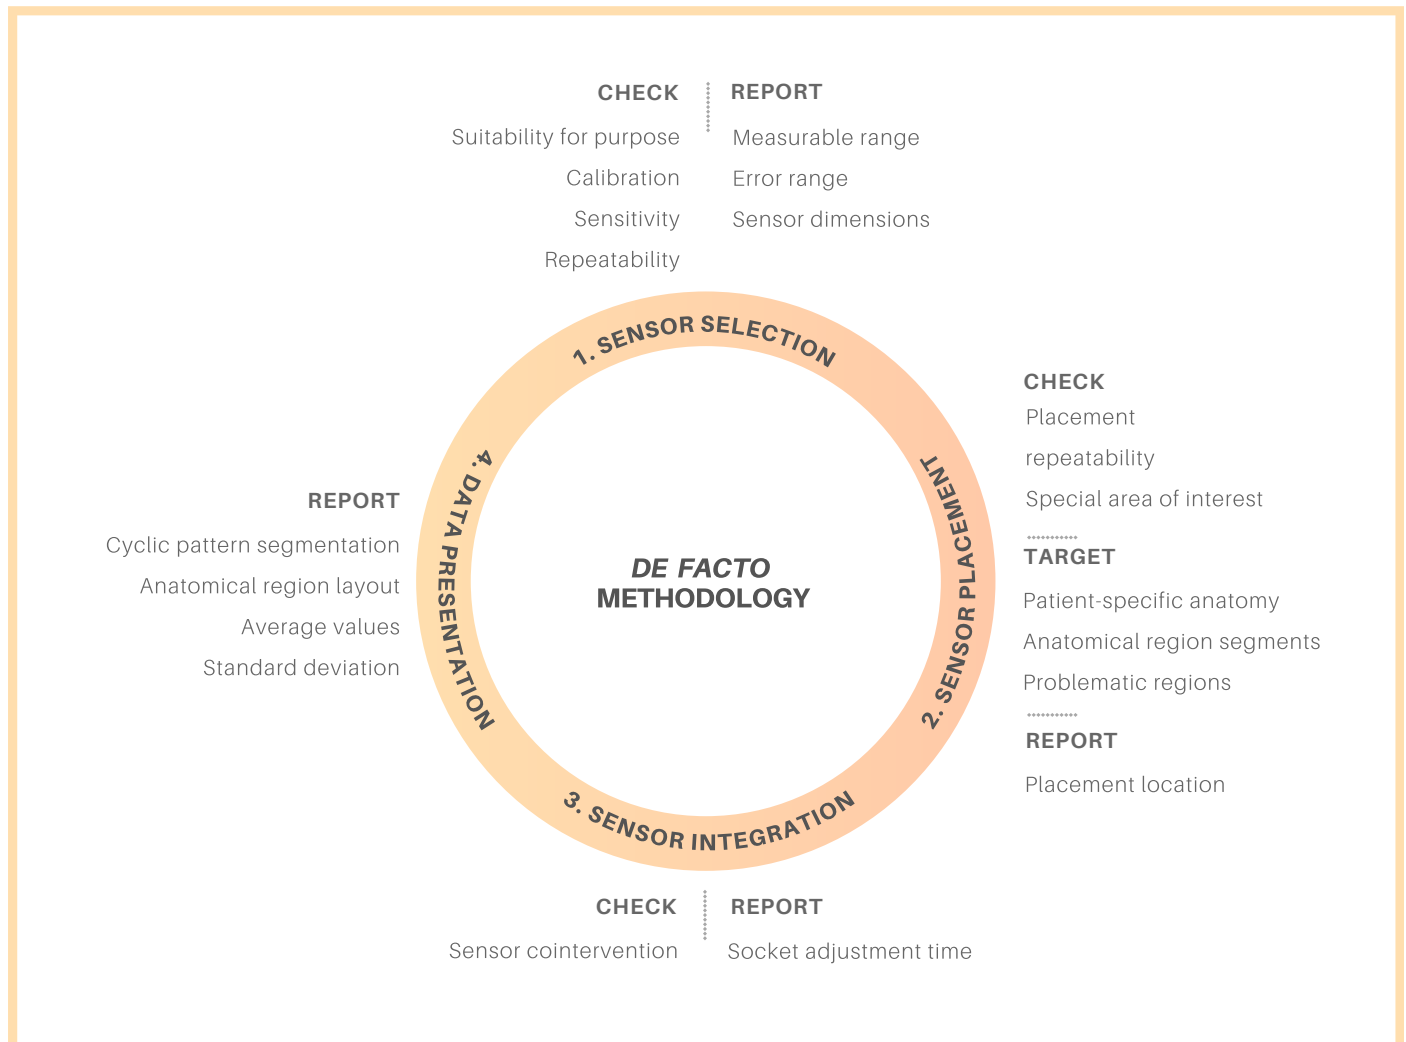 CHECK
Suitability for purpose
Calibration
Sensitivity
Repeatability
REPORT
Measurable range
Error range
Sensor dimensions
1. SENSOR SELECTION
CHECK
Placement
repeatability
Special area of interest
TARGET
Patient-specific anatomy
Anatomical region segments
Problematic regions
REPORT
Placement location
2. SENSOR PLACEMENT
DE FACTO
METHODOLOGY
3. SENSOR INTEGRATION
CHECK
Sensor cointervention
REPORT
Socket adjustment time
4. DATA PRESENTATION
REPORT
Cyclic pattern segmentation
Anatomical region layout
Average values
Standard deviation